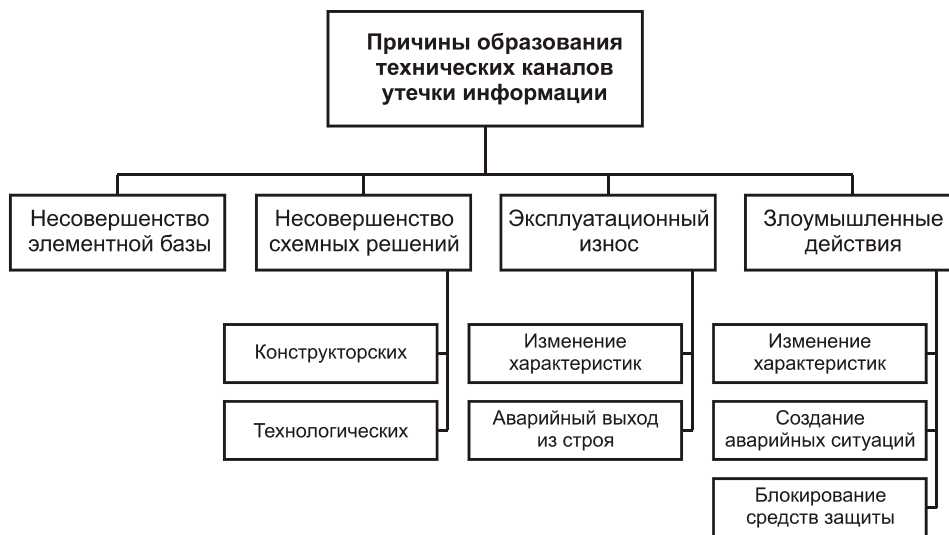 Причины образования
технических каналов
утечки информации
Несовершенство
элементной базы
Несовершенство
схемных решений
Эксплуатационный
износ
Злоумышленные
действия
Конструкторских
Технологических
Изменение
характеристик
Аварийный выход
из строя
Изменение
характеристик
Создание
аварийных ситуаций
Блокирование
средств защиты